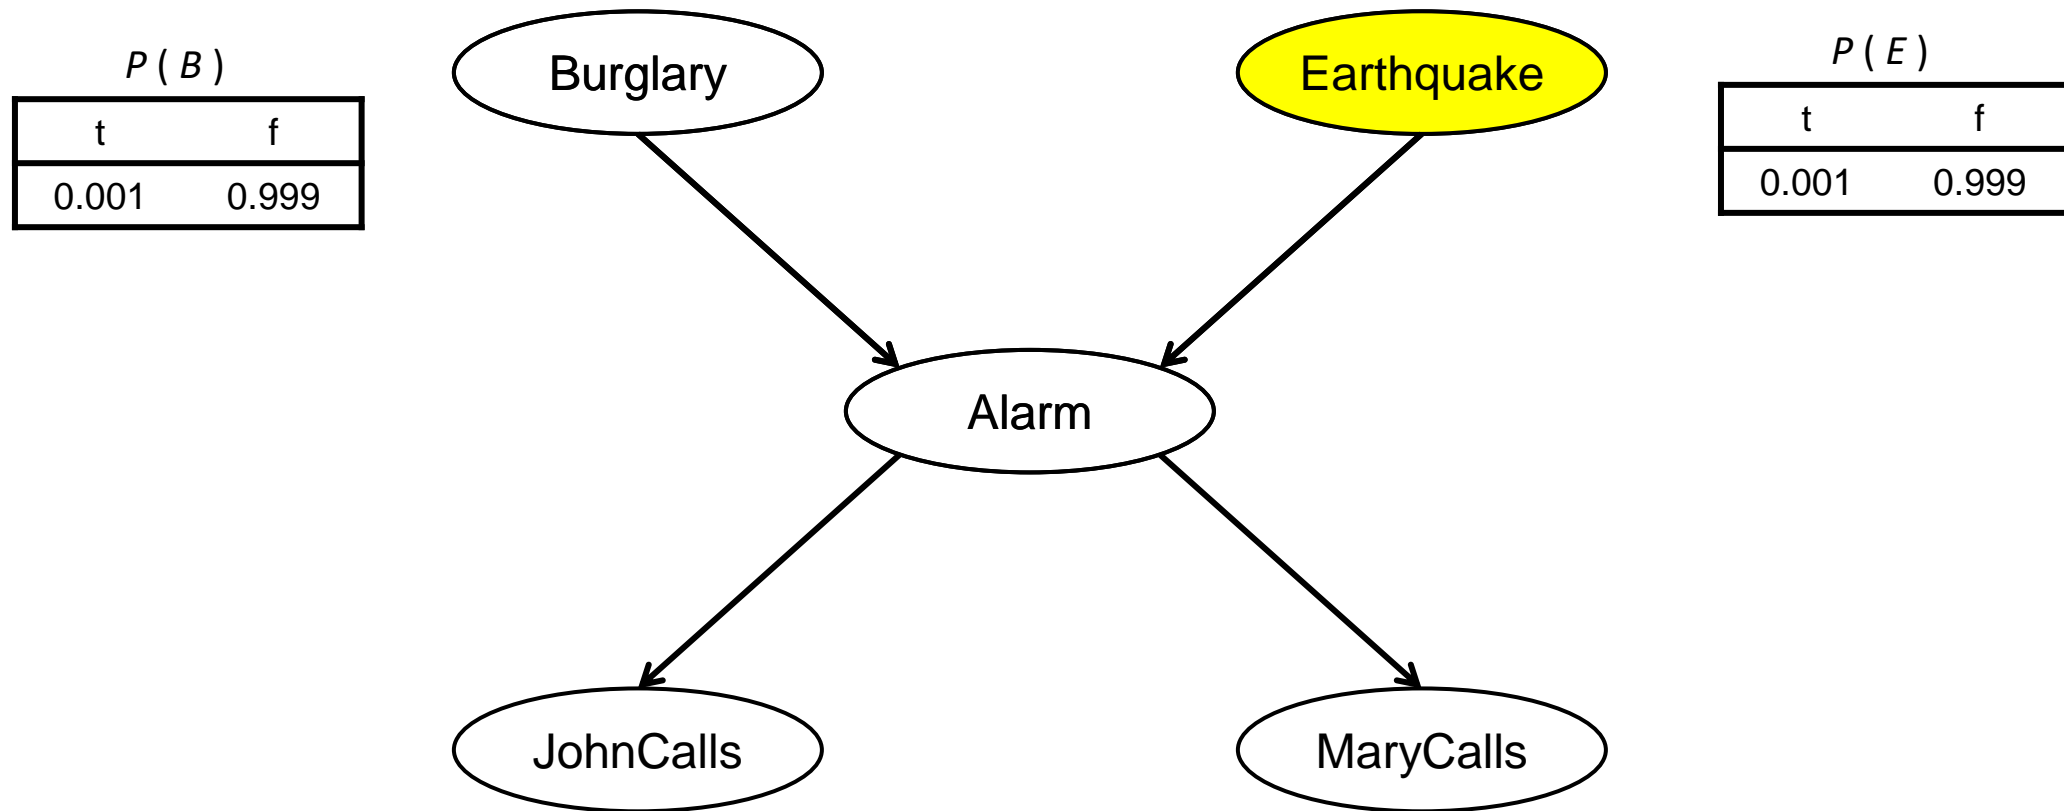 P ( B )
t f
0.001 0.999
Burglary
Earthquake
P ( E )
t f
0.001 0.999
Alarm
JohnCalls
MaryCalls